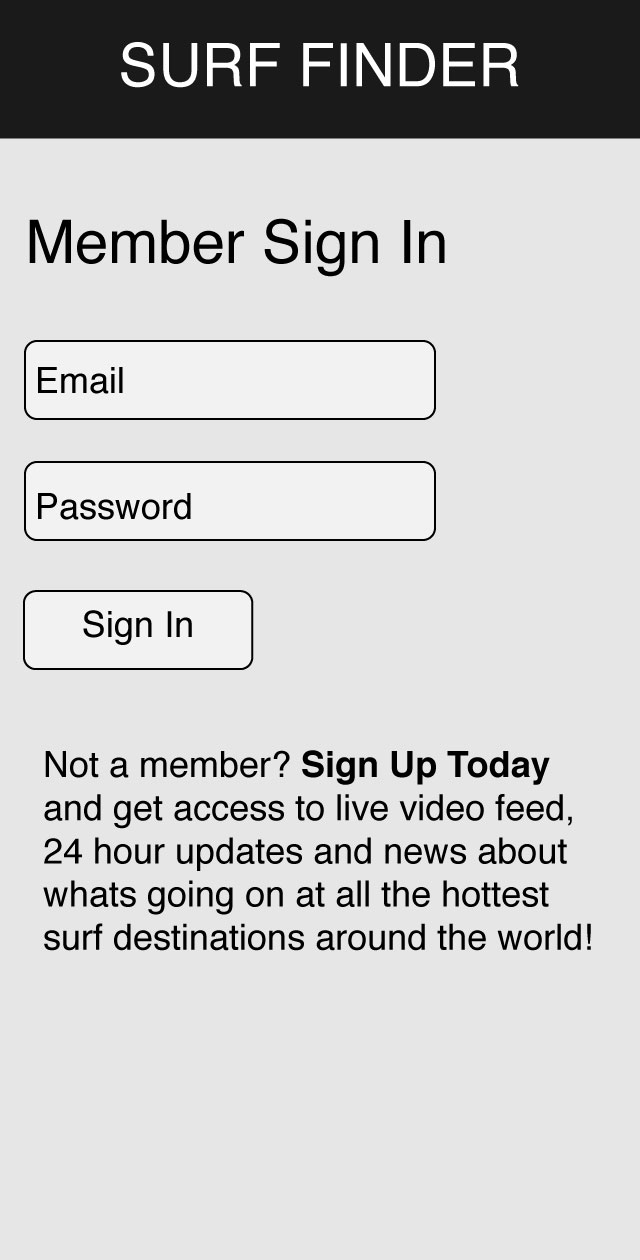 SURF FINDER
Member Sign In
Email
Password
Sign In
Not a member? Sign Up Today
and get access to live video feed,
24 hour updates and news about
whats going on at all the hottest
surf destinations around the world!